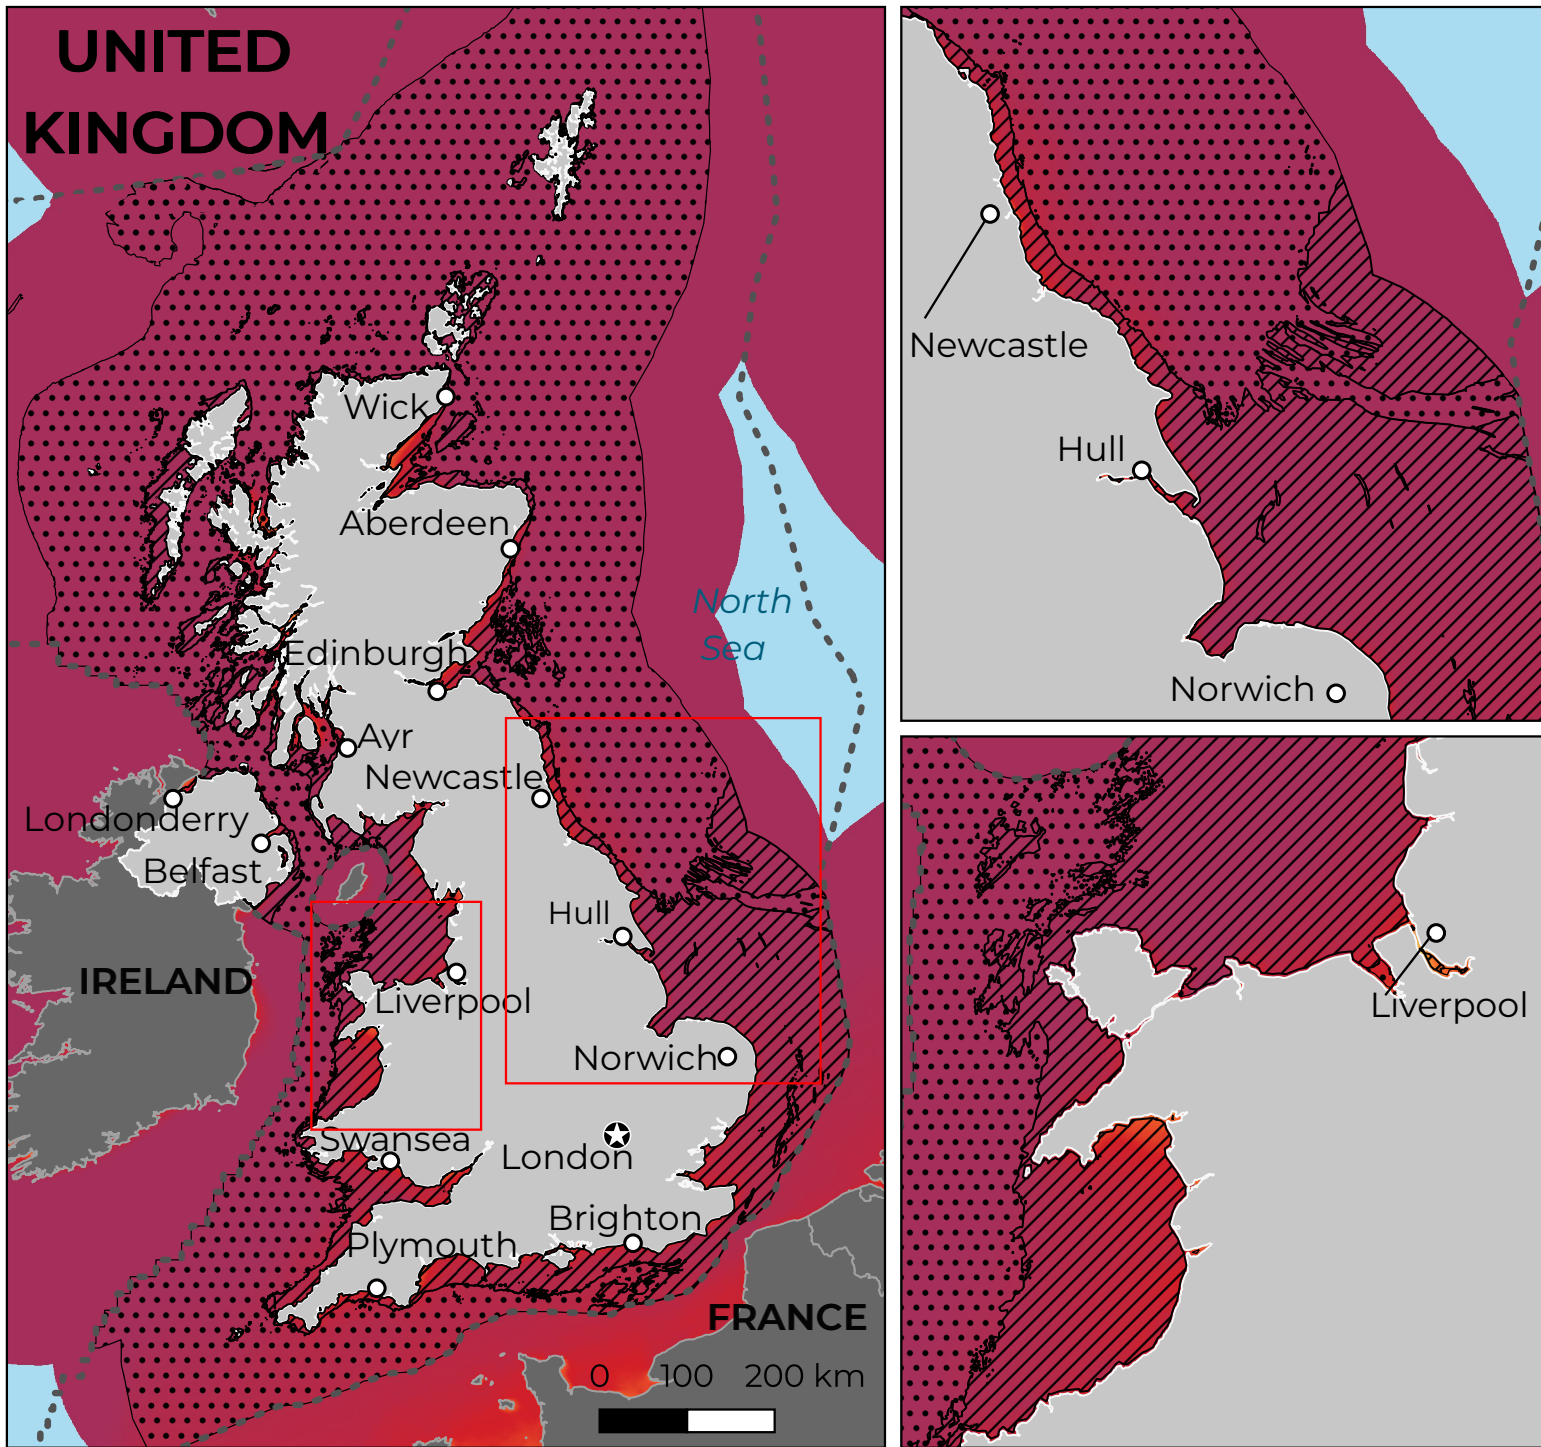 UNITED
KINGDOM
Wick
Aberdeen
North
Sea
Edinburgh
Ayr
Newcastle
Londonderry
Belfast
Hull
IRELAND
Liverpool
Norwich
Swansea
London
Brighton
Plymouth
FRANCE
0 100 200 km
Newcastle
Hull
Norwich
Liverpool